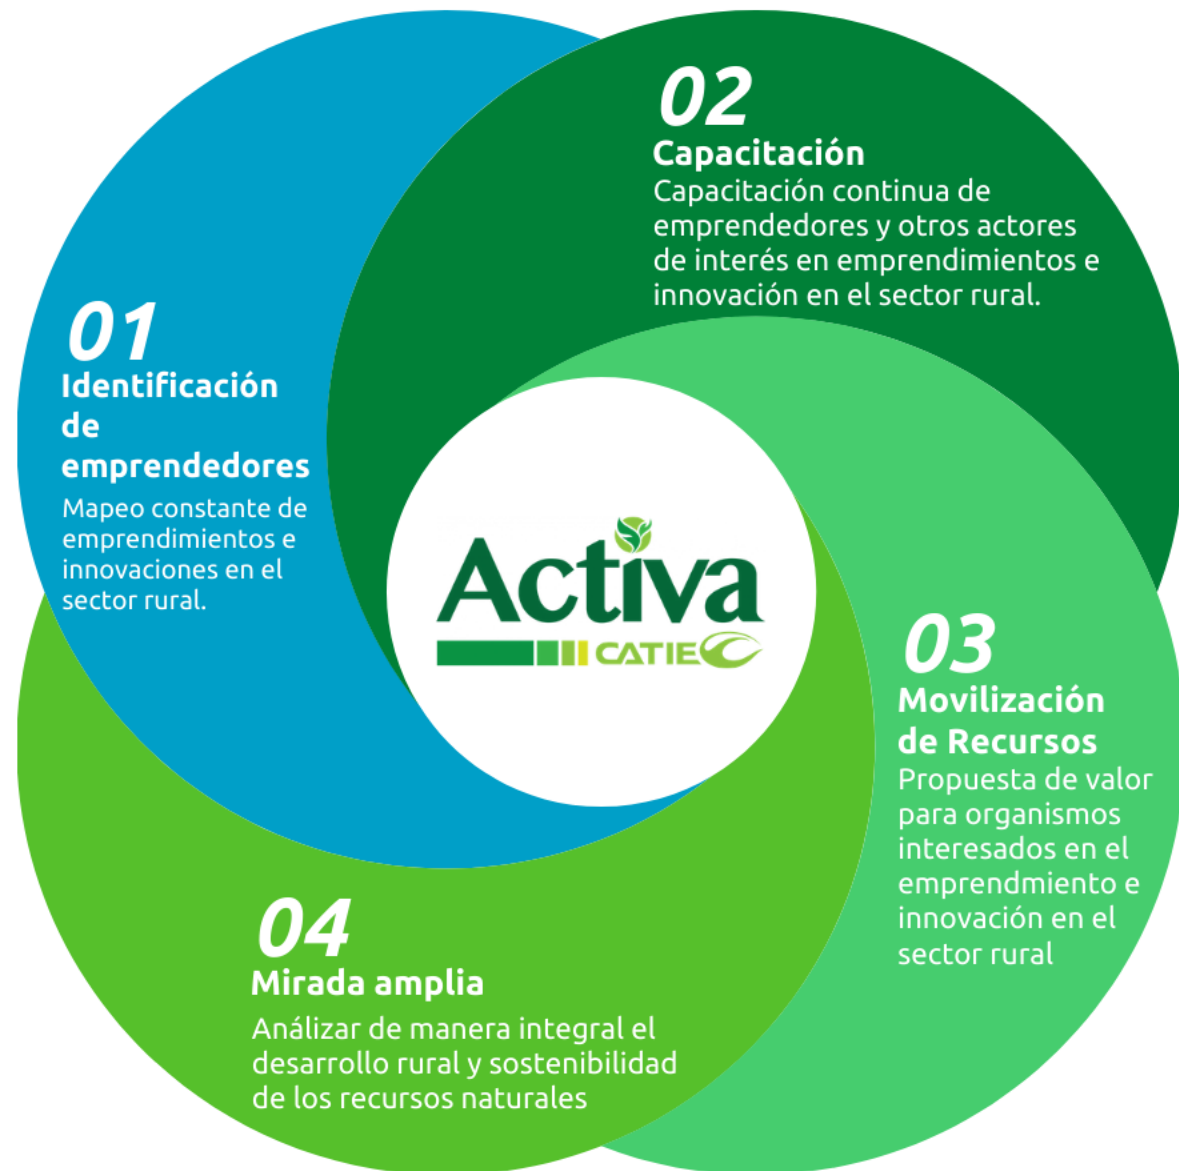 01
Identificación
de
emprendedores
Mapeo constante de
emprendimientos e
innovaciones en el
sector rural.
02
Capacitación
Capacitación continua de
emprendedores y otros actores
de interés en emprendimientos e
innovación en el sector rural.
03
Movilización
de Recursos
Propuesta de valor
para organismos
interesados en el
emprendmiento e
innovación en el
sector rural
04
Mirada amplia
Análizar de manera integral el
desarrollo rural y sostenibilidad
de los recursos naturales
Activa
CATIE